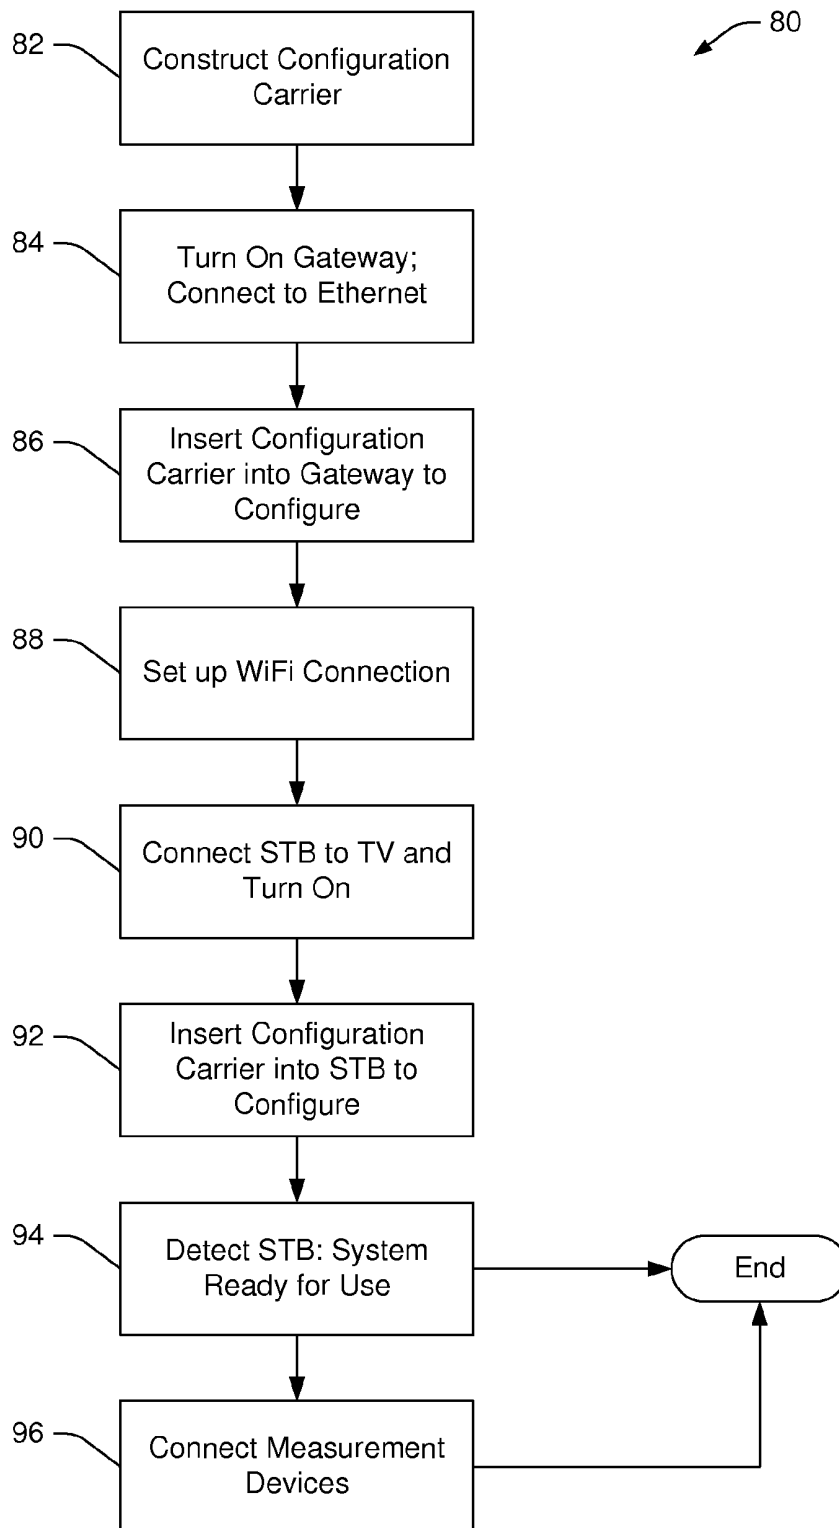 80
82
Construct Configuration
Carrier
84
Turn On Gateway;
Connect to Ethernet
86
Insert Configuration
Carrier into Gateway to
Configure
88
Set up WiFi Connection
90
Connect STB to TV and
Turn On
92
Insert Configuration
Carrier into STB to
Configure
94
Detect STB: System
Ready for Use
End
96
Connect Measurement
Devices